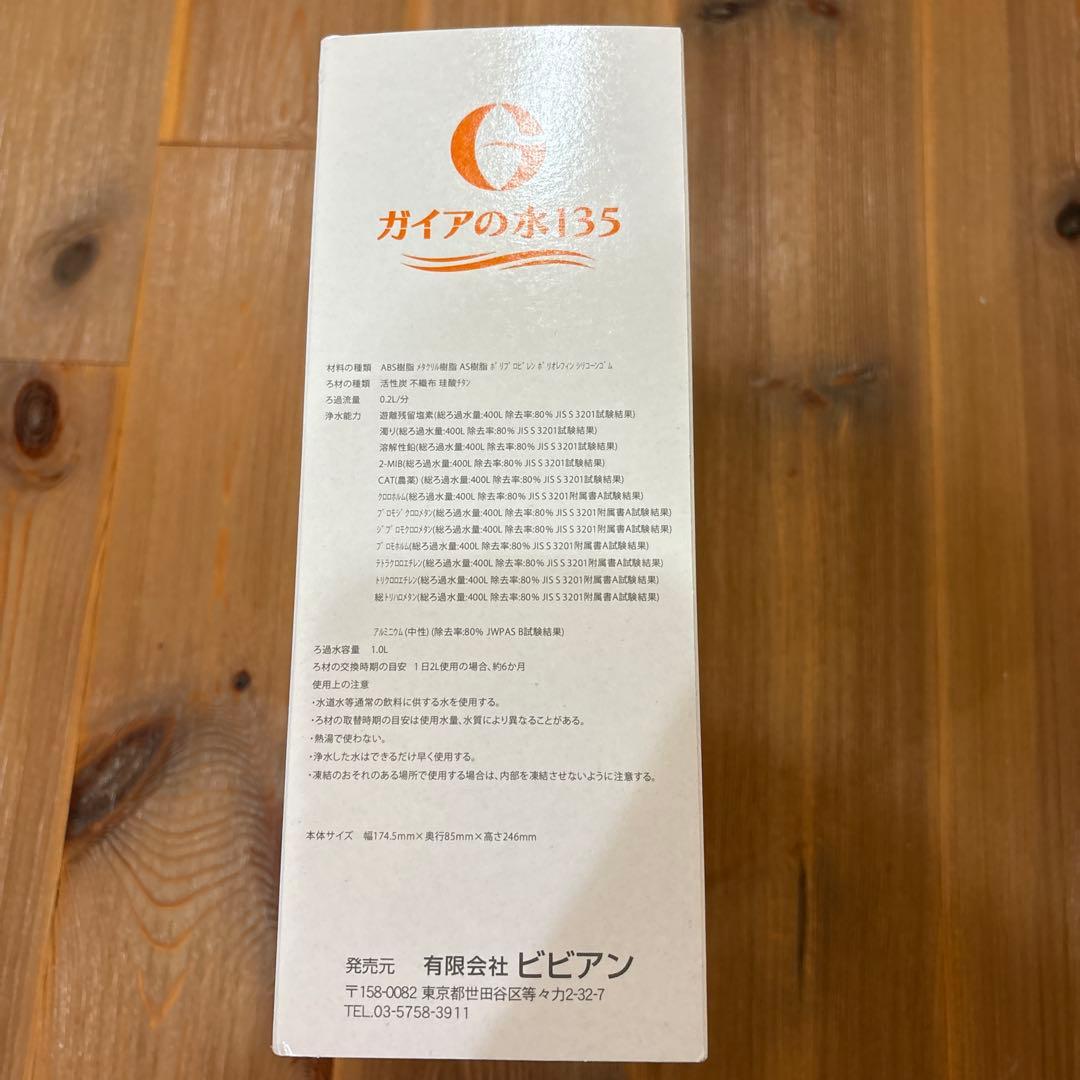 ガイアの水135
材料の種類 ABS樹脂 ﾒﾀｸﾘﾙ樹脂 AS樹脂 ﾎﾟﾘﾌﾟﾛﾋﾟﾚﾝ ﾎﾟﾘｵﾚﾌｨﾝ ｼﾘｺｰﾝｺﾞﾑ
ろ材の種類 活性炭 不織布 珪酸ﾁﾀﾝ
ろ過流量 0.2L/分
浄水能力 遊離残留塩素(総ろ過水量:400L 除去率:80% JIS S 3201試験結果)
濁り(総ろ過水量:400L 除去率:80% JIS S 3201試験結果)
溶解性鉛(総ろ過水量:400L 除去率:80% JIS S 3201試験結果)
2-MIB(総ろ過水量:400L 除去率:80% JIS S 3201試験結果)
CAT(農薬) (総ろ過水量:400L 除去率:80% JIS S 3201試験結果)
ｸﾛﾛﾎﾙﾑ(総ろ過水量:400L 除去率:80% JIS S 3201附属書A試験結果)
ﾌﾞﾛﾓｼﾞｸﾛﾛﾒﾀﾝ(総ろ過水量:400L 除去率:80% JIS S 3201附属書A試験結果)
ｼﾞﾌﾞﾛﾓｸﾛﾛﾒﾀﾝ(総ろ過水量:400L 除去率:80% JIS S 3201附属書A試験結果)
ﾌﾞﾛﾓﾎﾙﾑ(総ろ過水量:400L 除去率:80% JIS S 3201附属書A試験結果)
ﾃﾄﾗｸﾛﾛｴﾁﾚﾝ(総ろ過水量:400L 除去率:80% JIS S 3201附属書A試験結果)
ﾄﾘｸﾛﾛｴﾁﾚﾝ(総ろ過水量:400L 除去率:80% JIS S 3201附属書A試験結果)
総ﾄﾘﾊﾛﾒﾀﾝ(総ろ過水量:400L 除去率:80% JIS S 3201附属書A試験結果)
ｱﾙﾐﾆｳﾑ(中性) (除去率:80% JWPAS B試験結果)
ろ過水容量 1.0L
ろ材の交換時期の目安 1日2L使用の場合、約6か月
使用上の注意
・水道水等通常の飲料に供する水を使用する。
・ろ材の取替時期の目安は使用水量、水質により異なることがある。
・熱湯で使わない。
・浄水した水はできるだけ早く使用する。
・凍結のおそれのある場所で使用する場合は、内部を凍結させないように注意する。
本体サイズ 幅174.5mm×奥行85mm×高さ246mm
発売元 有限会社 ビビアン
〒158-0082 東京都世田谷区等々力2-32-7
TEL.03-5758-3911